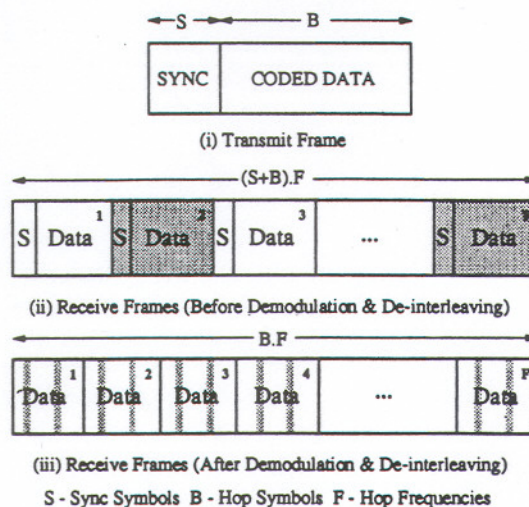 S B
SYNC CODED DATA
(i) Transmit Frame
(S+B).F
S Data 1 S Data 2 S Data 3 ... S Data
(ii) Receive Frames (Before Demodulation & De-interleaving)
B.F
Data 1 Data 2 Data 3 Data 4 ... Data F
(iii) Receive Frames (After Demodulation & De-interleaving)
S - Sync Symbols B - Hop Symbols F - Hop Frequencies